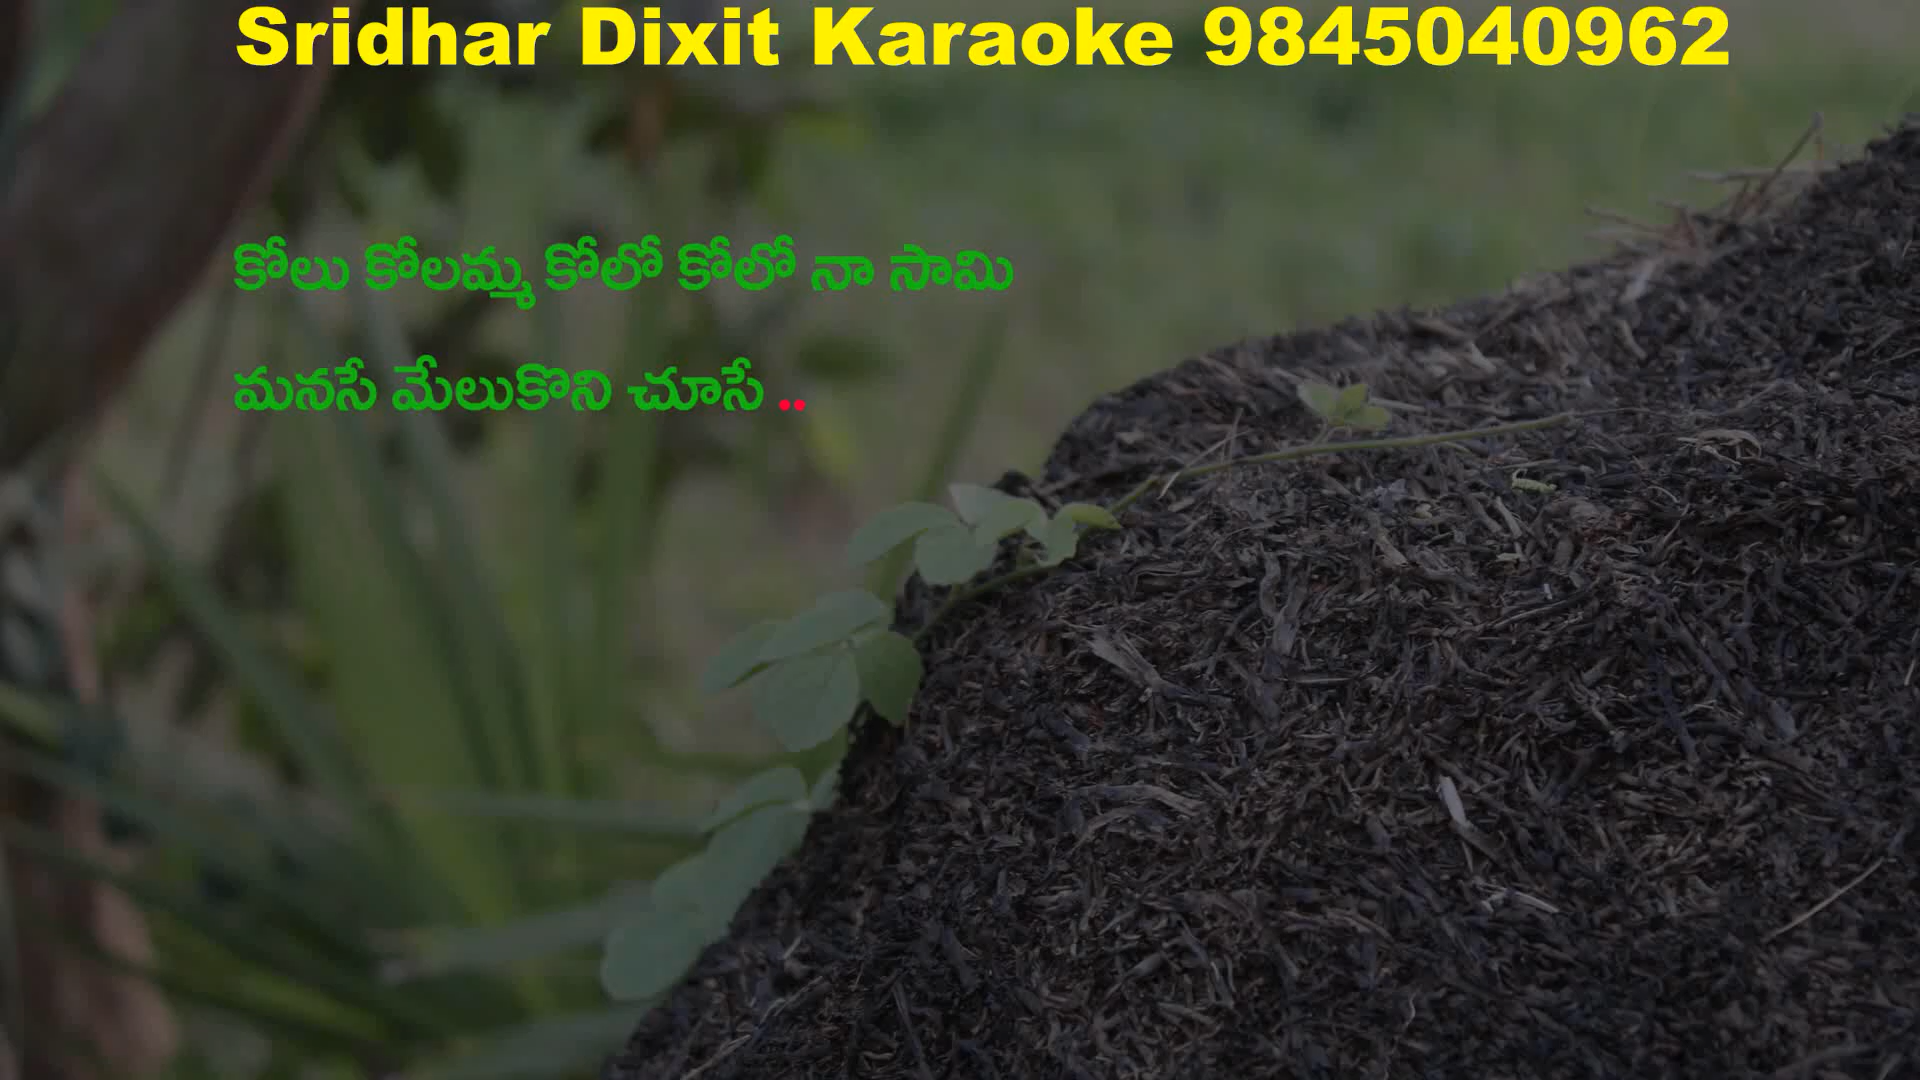 Sridhar Dixit Karaoke 9845040962
కోలు కోలమ్మ కోలో కోలో నా సామి
మనసే మేలుకొని చూసే ..